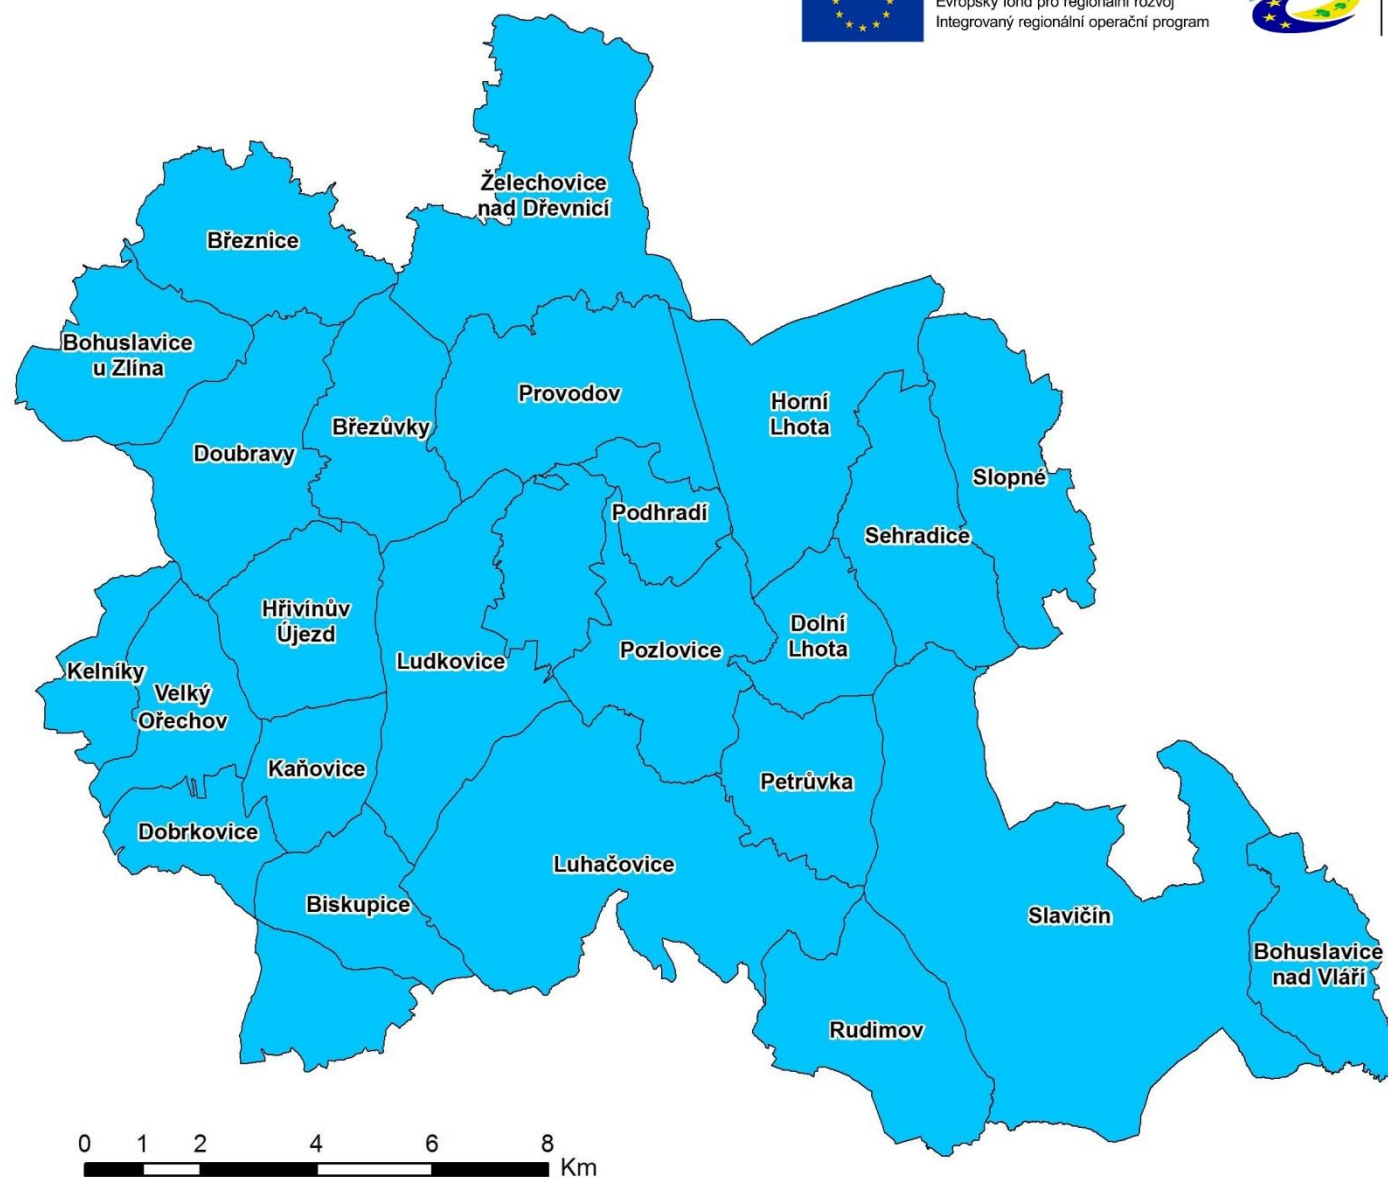 Evropský fond pro regionální rozvoj
Integrovaný regionální operační program
Želechovice
nad Dřevnicí
Březnice
Bohuslavice
u Zlína
Provodov
Horní
Lhota
Březůvky
Doubravy
Slopné
Podhradí
Sehradice
Hřivínův
Újezd
Dolní
Lhota
Ludkovice
Pozlovice
Kelníky
Velký
Ořechov
Kaňovice
Petrůvka
Dobrkovice
Luhačovice
Biskupice
Slavičín
Bohuslavice
nad Vláří
Rudimov
0 1 2 4 6 8
Km